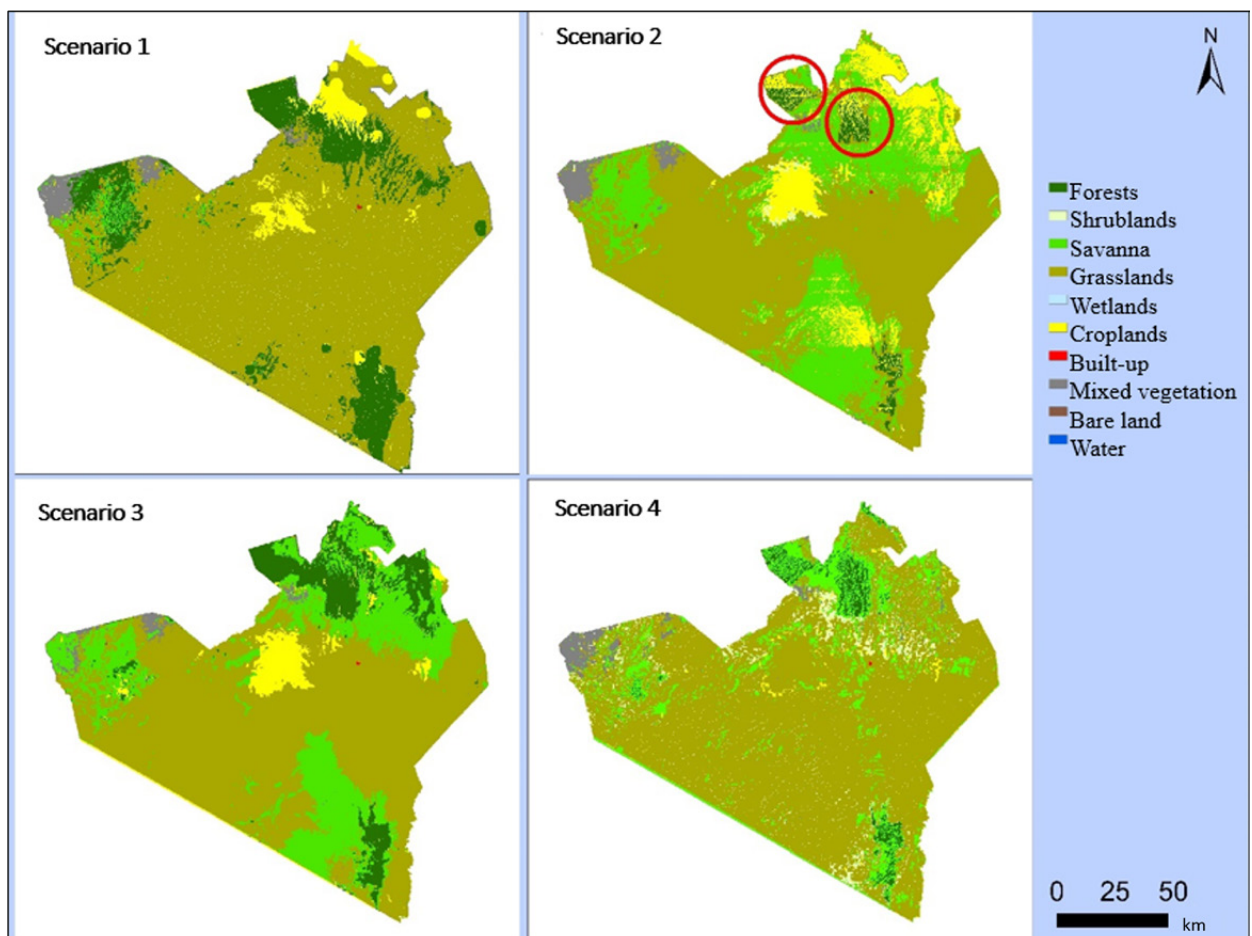 Scenario 1
Scenario 2
N
Forests
Shrublands
Savanna
Grasslands
Wetlands
Croplands
Built-up
Mixed vegetation
Bare land
Water
Scenario 3
Scenario 4
0 25 50
km